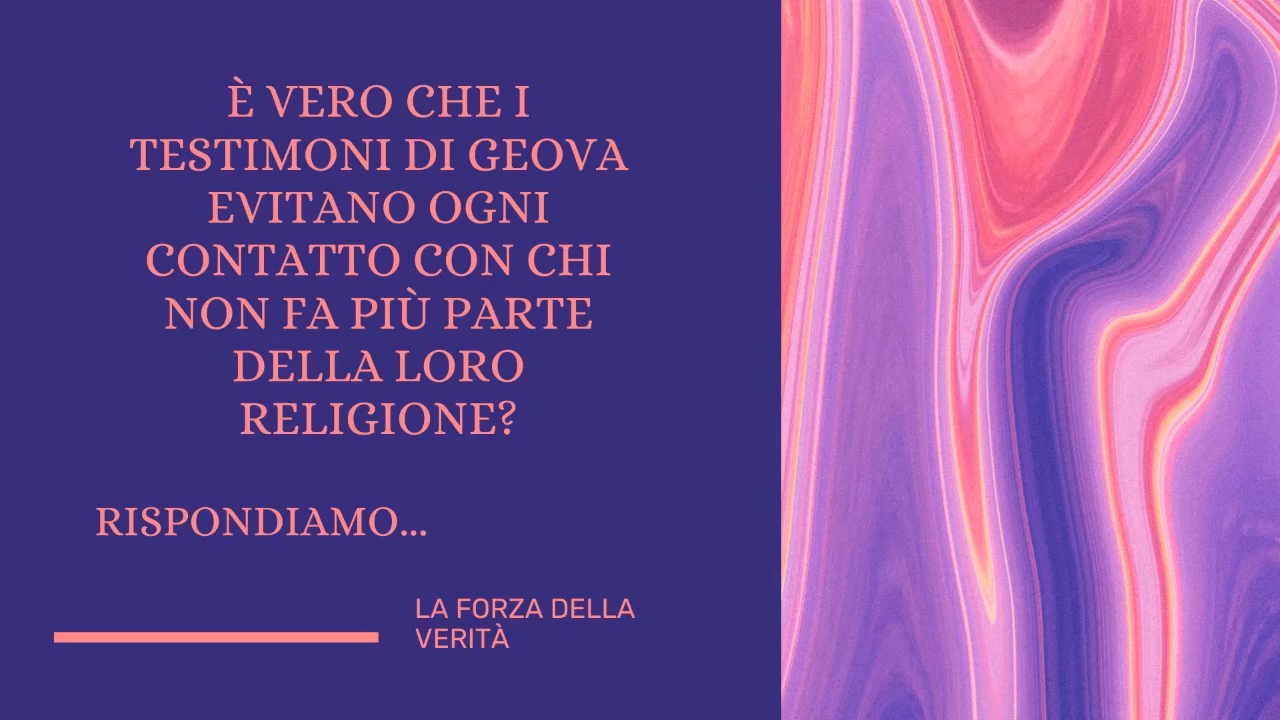 È VERO CHE I
TESTIMONI DI GEOVA
EVITANO OGNI
CONTATTO CON CHI
NON FA PIÙ PARTE
DELLA LORO
RELIGIONE?
RISPONDIAMO...
LA FORZA DELLA
VERITÀ